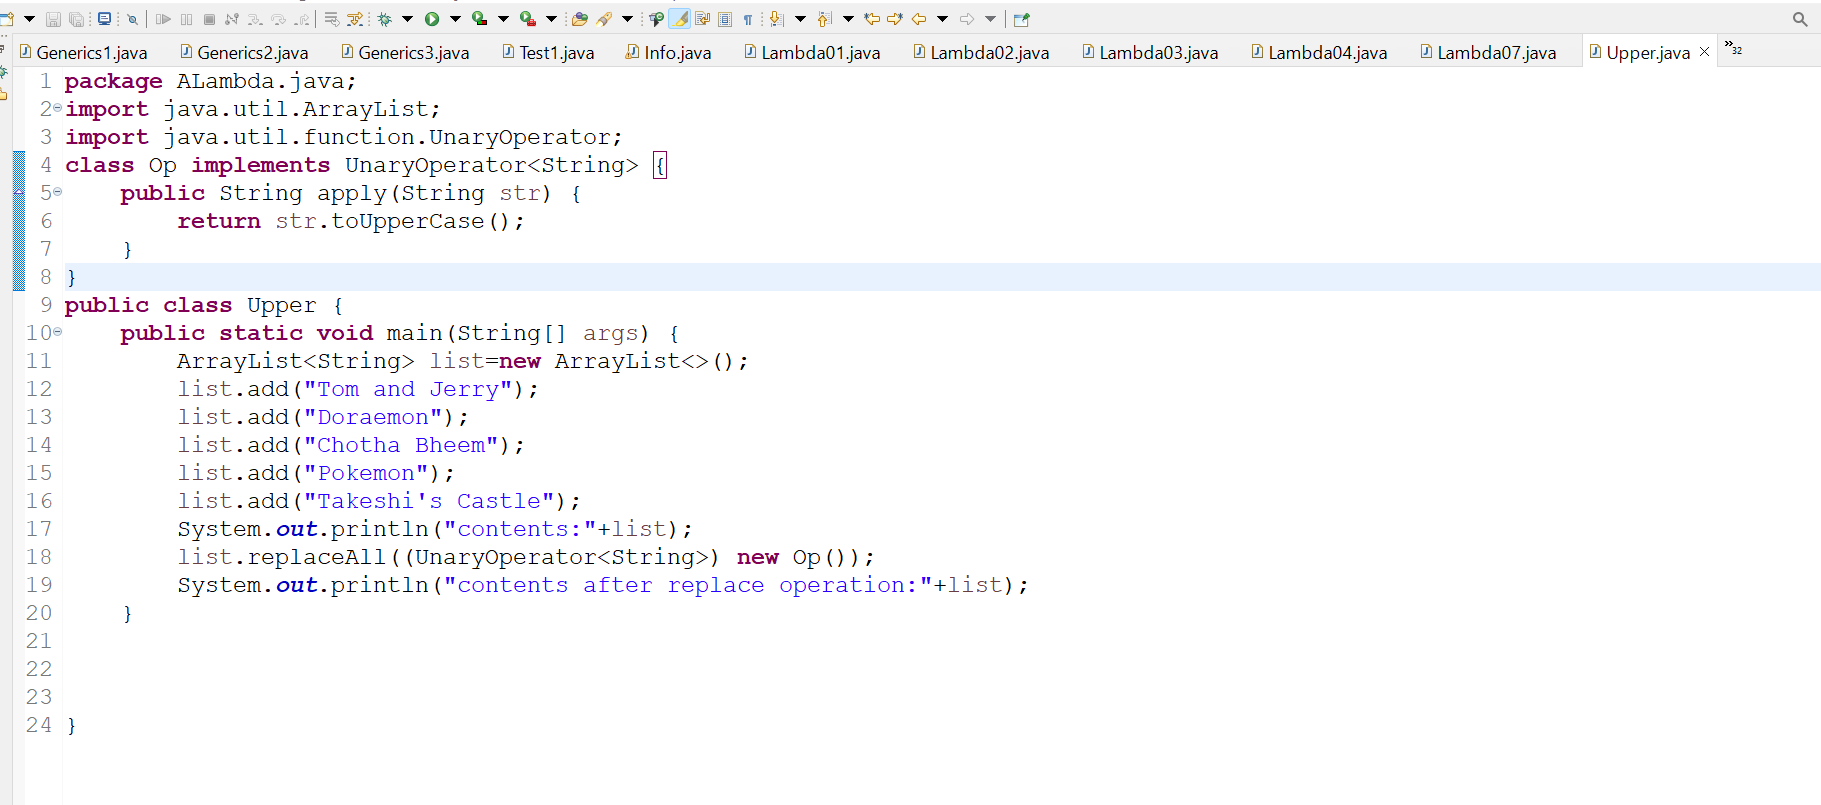 Generics1.java Generics2.java Generics3.java Test1.java Info.java Lambda01.java Lambda02.java Lambda03.java Lambda04.java Lambda07.java Upper.java 32
1 package ALambda.java;
2 import java.util.ArrayList;
3 import java.util.function.UnaryOperator;
4 class Op implements UnaryOperator<String> {
5     public String apply(String str) {
6         return str.toUpperCase();
7     }
8 }
9 public class Upper {
10     public static void main(String[] args) {
11         ArrayList<String> list=new ArrayList<>();
12         list.add("Tom and Jerry");
13         list.add("Doraemon");
14         list.add("Chotha Bheem");
15         list.add("Pokemon");
16         list.add("Takeshi's Castle");
17         System.out.println("contents:"+list);
18         list.replaceAll((UnaryOperator<String>) new Op());
19         System.out.println("contents after replace operation:"+list);
20     }
21
22
23
24 }